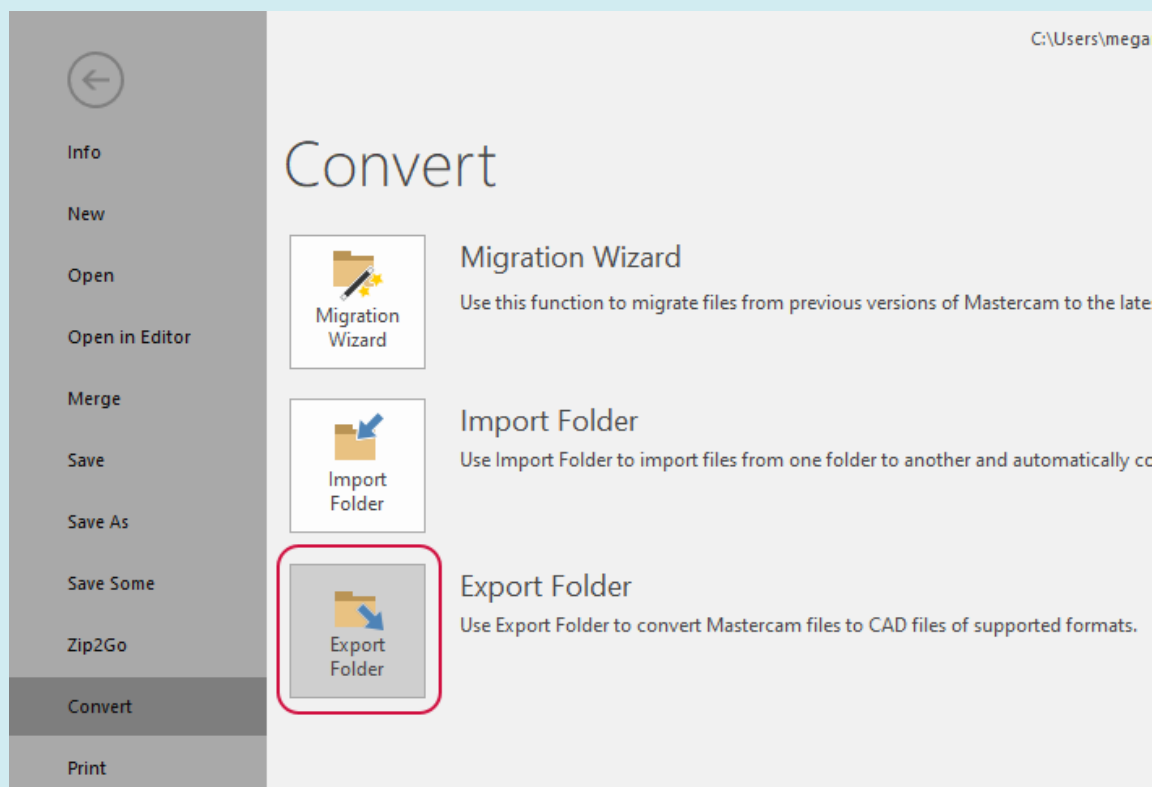 C:\Users\mega
Info
New
Open
Open in Editor
Merge
Save
Save As
Save Some
Zip2Go
Convert
Print
Convert
Migration
Wizard
Migration Wizard
Use this function to migrate files from previous versions of Mastercam to the late
Import
Folder
Import Folder
Use Import Folder to import files from one folder to another and automatically co
Export
Folder
Export Folder
Use Export Folder to convert Mastercam files to CAD files of supported formats.